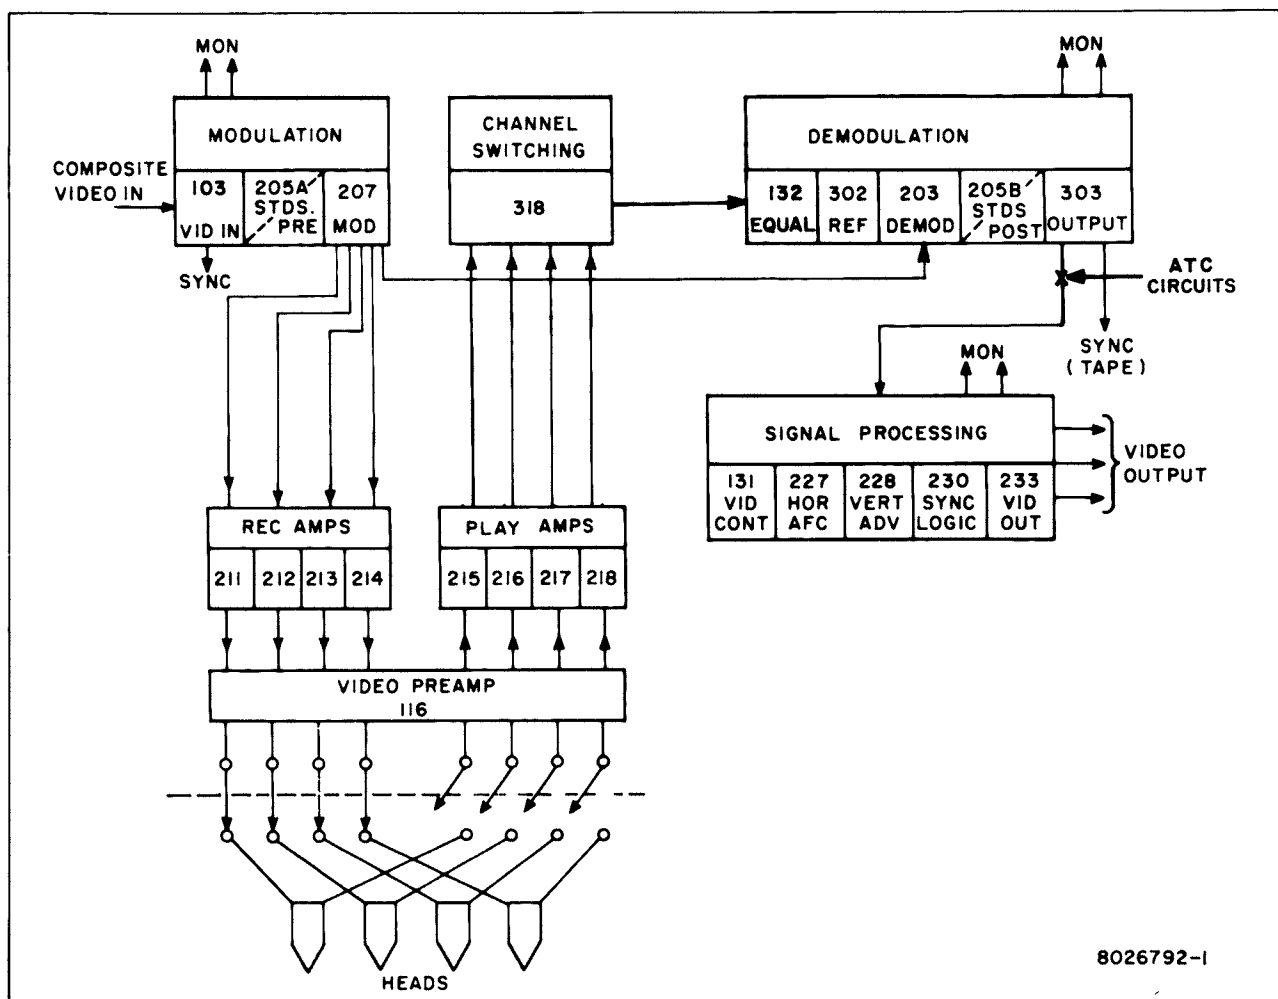 MON
MODULATION
COMPOSITE
VIDEO IN
103
VID IN
205A
STDS.
PRE
207
MOD
SYNC
CHANNEL
SWITCHING
318
MON
DEMODULATION
132
EQUAL
302
REF
203
DEMOD
205B
STDS
POST
303
OUTPUT
ATC
CIRCUITS
SYNC
(TAPE)
MON
SIGNAL PROCESSING
131
VID
CONT
227
HOR
AFC
228
VERT
ADV
230
SYNC
LOGIC
233
VID
OUT
VIDEO
OUTPUT
REC AMPS
211 212 213 214
PLAY AMPS
215 216 217 218
VIDEO PREAMP
116
HEADS
8026792-1